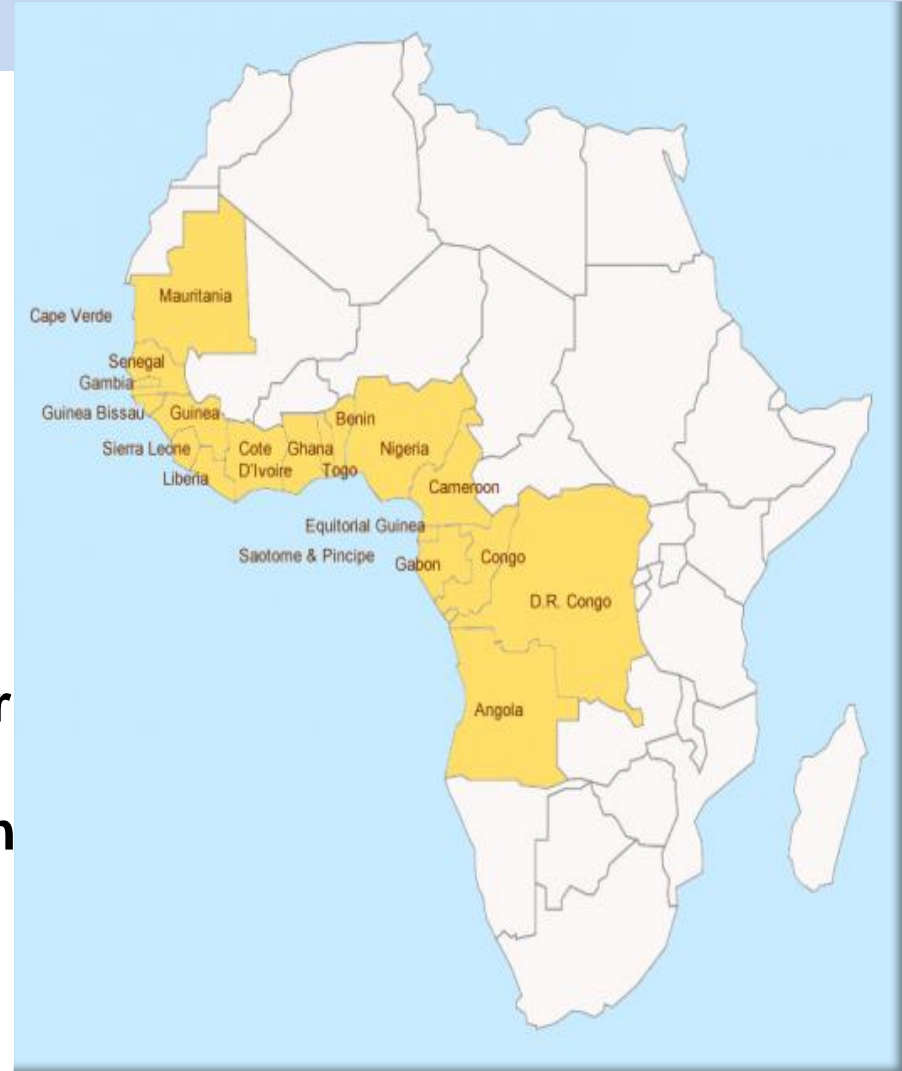 Mauritania
Cape Verde
Senegal
Gambia
Guinea Bissau
Guinea
Benin
Sierra Leone
Cote
D'Ivoire
Ghana
Nigeria
Togo
Liberia
Cameroon
Equitorial Guinea
Saotome & Pincipe
Gabon
Congo
D.R. Congo
r
Angola
n